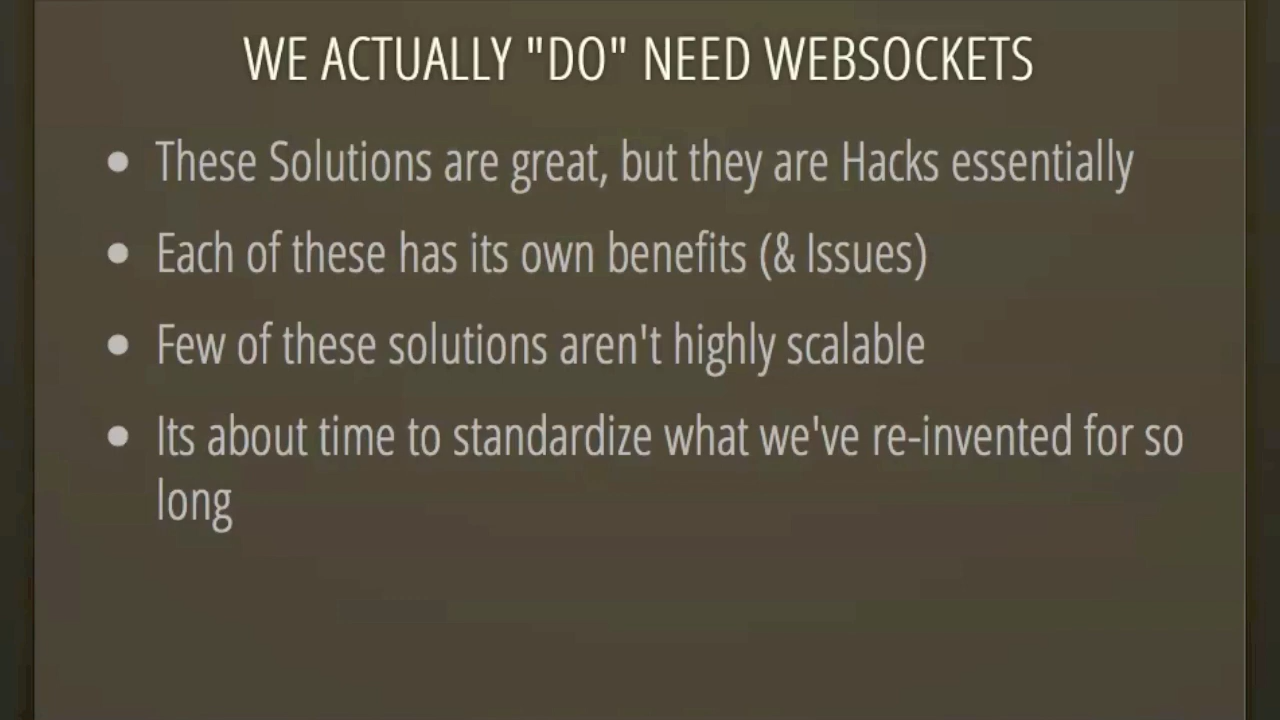 WE ACTUALLY "DO" NEED WEBSOCKETS
These Solutions are great, but they are Hacks essentially
Each of these has its own benefits (& Issues)
Few of these solutions aren't highly scalable
Its about time to standardize what we've re-invented for so
long